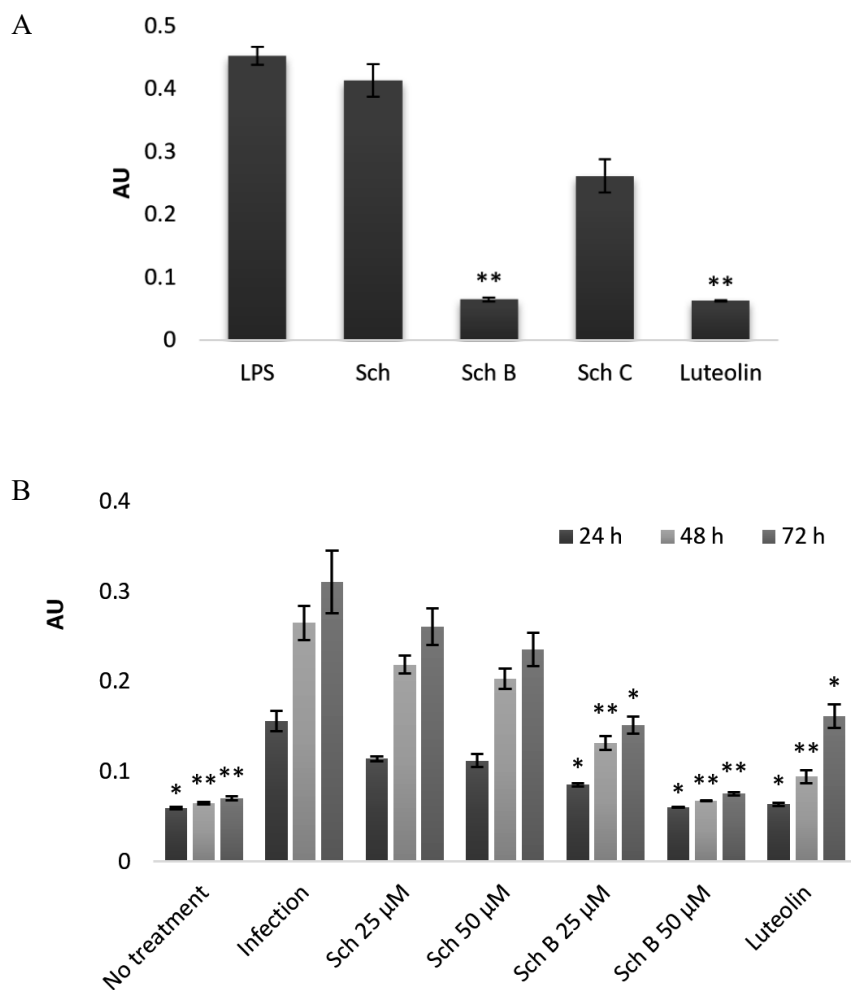 A
0.5
0.4
0.3
0.2
0.1
0
AU
**
**
LPS Sch Sch B Sch C Luteolin
B
0.4
0.3
0.2
0.1
0
AU
24 h 48 h 72 h
* ** **
* ** *
* ** **
* ** *
No treatment
Infection
Sch 25 µM
Sch 50 µM
Sch B 25 µM
Sch B 50 µM
Luteolin